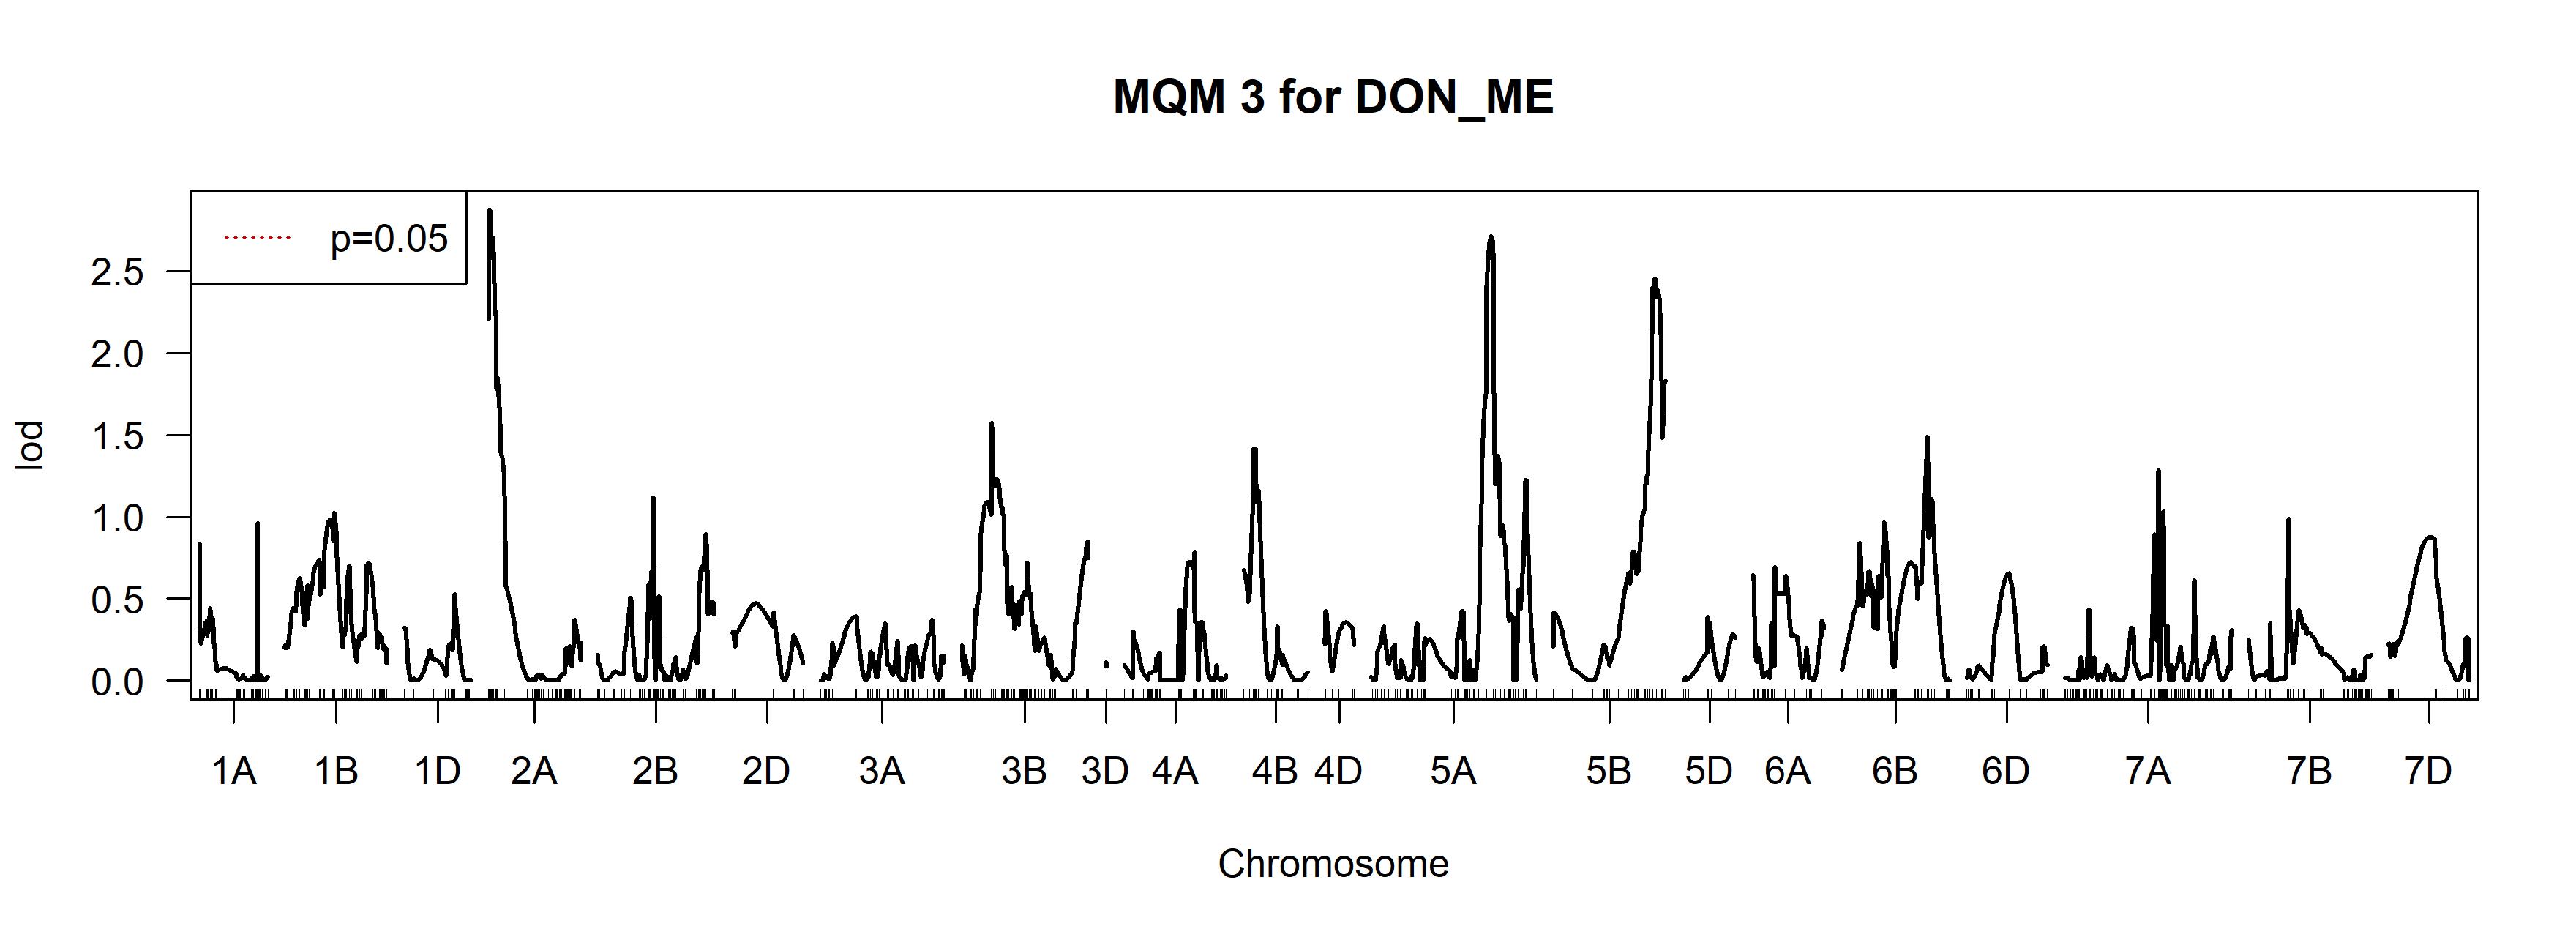 MQM 3 for DON_ME
p=0.05
2.5
2.0
1.5
1.0
0.5
0.0
lod
1A 1B 1D 2A 2B 2D 3A 3B 3D 4A 4B 4D 5A 5B 5D 6A 6B 6D 7A 7B 7D
Chromosome